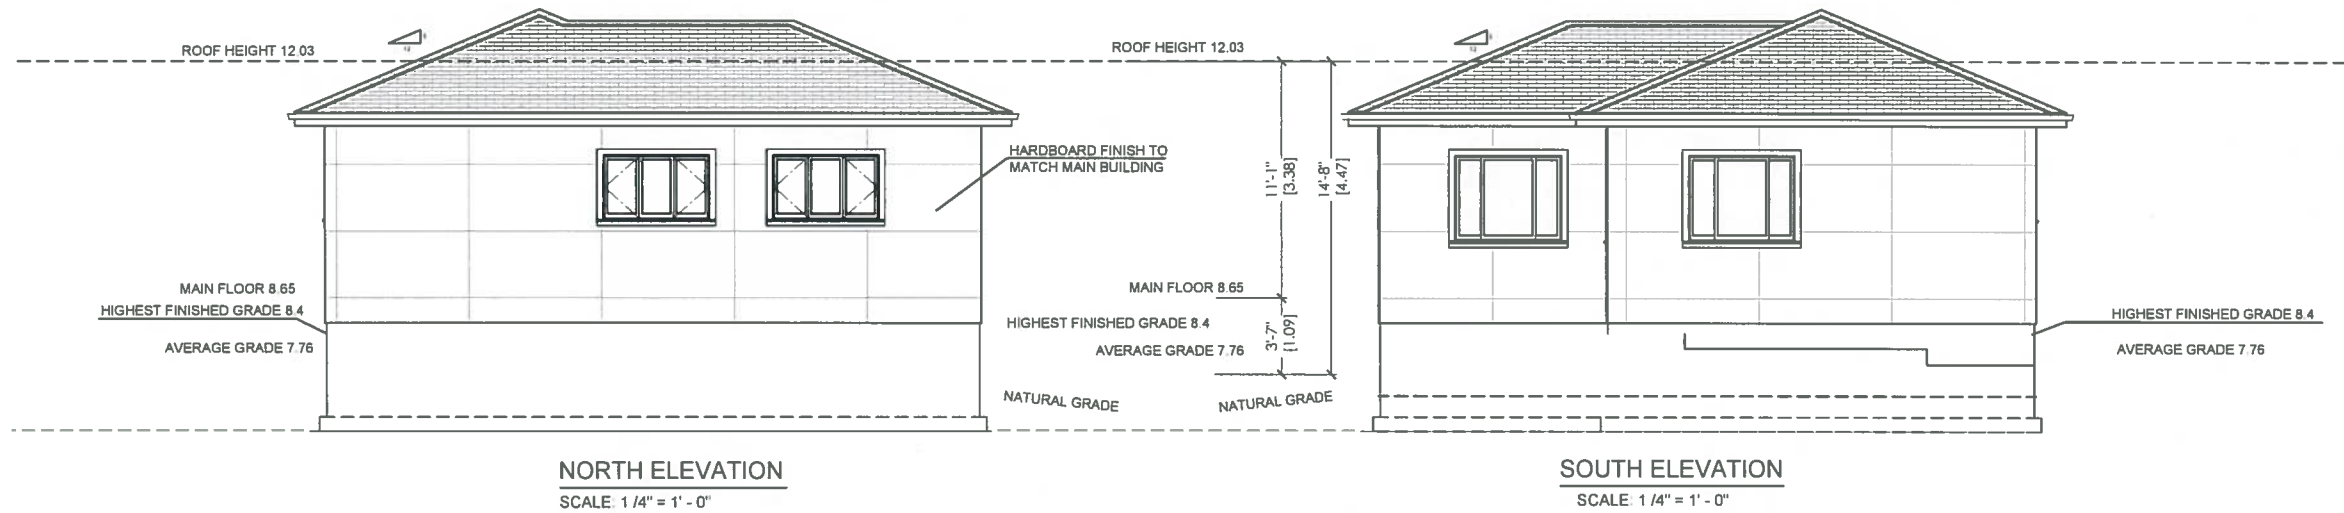 ROOF HEIGHT 12.03
12
HARDBOARD FINISH TO
MATCH MAIN BUILDING
MAIN FLOOR 8.65
HIGHEST FINISHED GRADE 8.4
AVERAGE GRADE 7.76
NATURAL GRADE
NORTH ELEVATION
SCALE: 1/4" = 1' - 0"
ROOF HEIGHT 12.03
12
11'-1"
[3.38]
14'-8"
[4.47]
MAIN FLOOR 8.65
HIGHEST FINISHED GRADE 8.4
AVERAGE GRADE 7.76
3'-7"
[1.09]
NATURAL GRADE
HIGHEST FINISHED GRADE 8.4
AVERAGE GRADE 7.76
SOUTH ELEVATION
SCALE: 1/4" = 1' - 0"